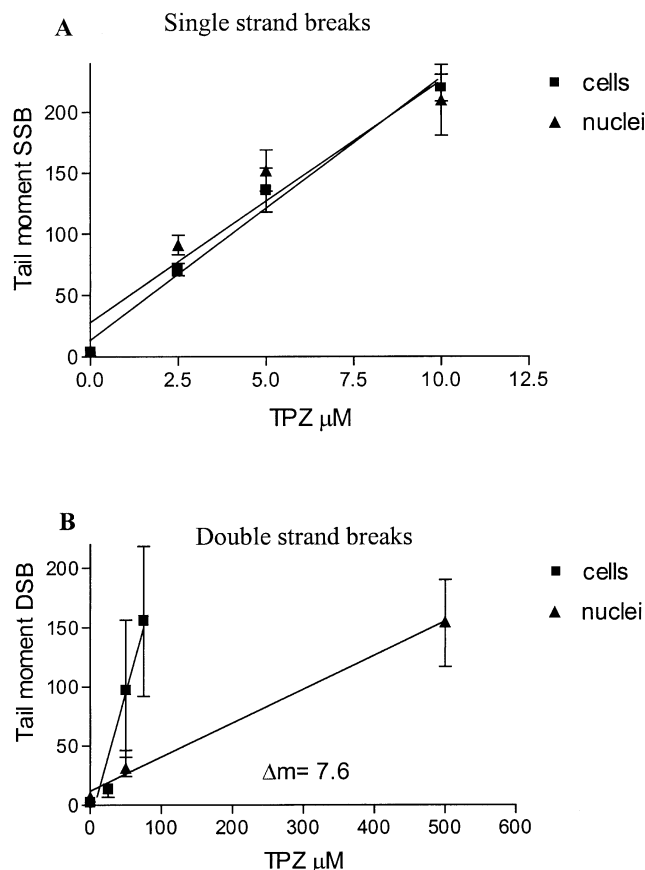 A
Single strand breaks
Tail moment SSB
200
150
100
50
0
0.0 2.5 5.0 7.5 10.0 12.5
TPZ μM
cells
nuclei
B
Double strand breaks
Tail moment DSB
200
150
100
50
0
0 100 200 300 400 500 600
TPZ μM
Δm= 7.6
cells
nuclei